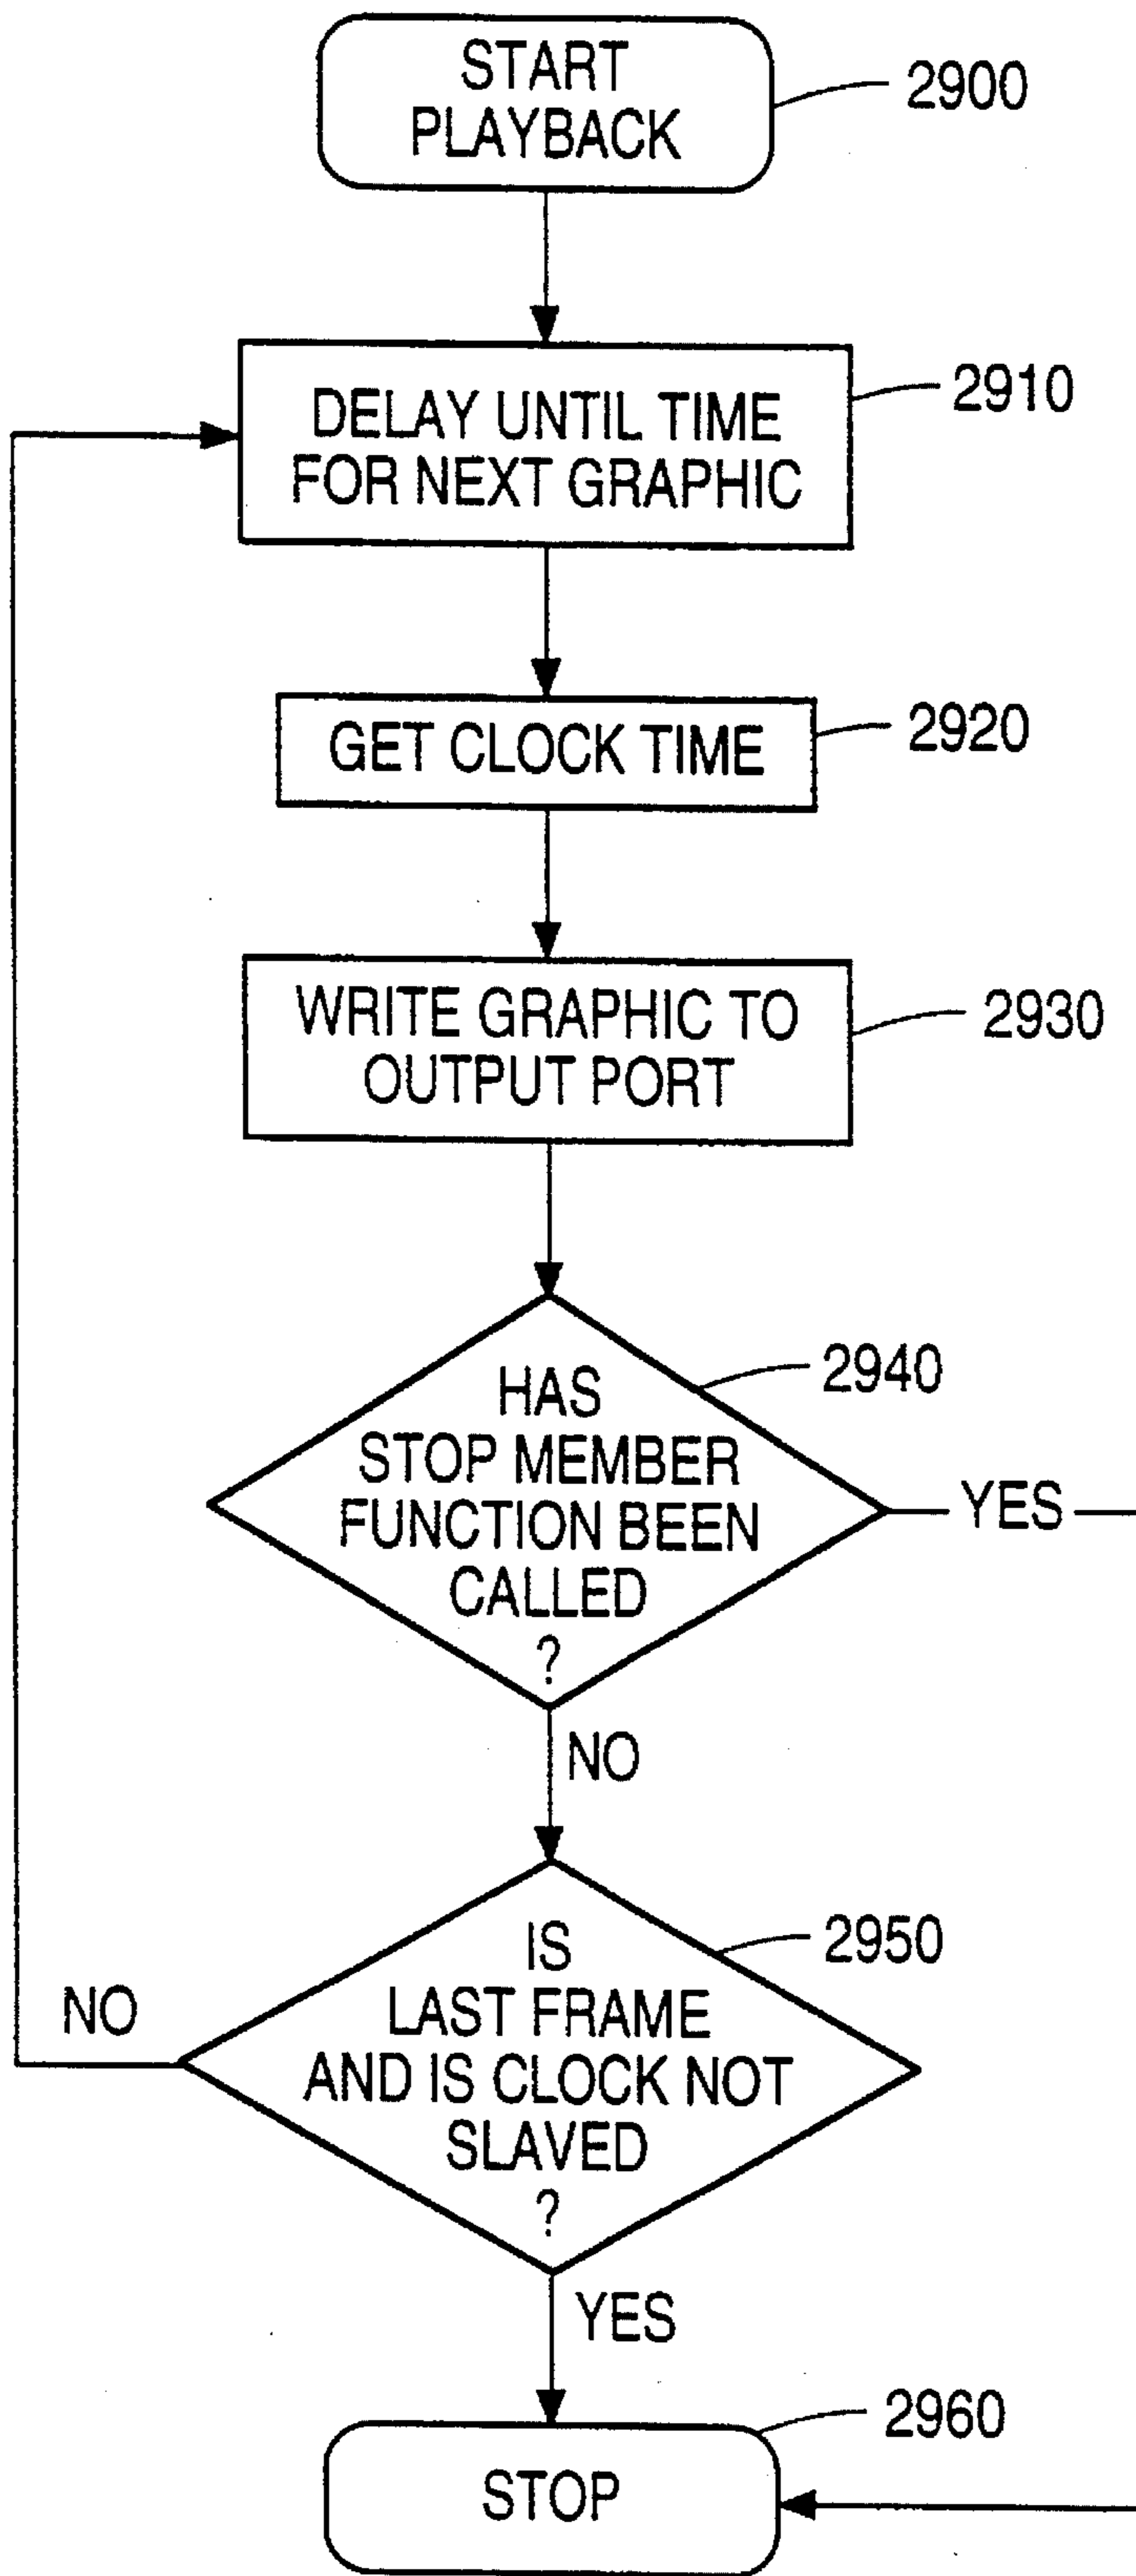 START
PLAYBACK
2900
DELAY UNTIL TIME
FOR NEXT GRAPHIC
2910
GET CLOCK TIME
2920
WRITE GRAPHIC TO
OUTPUT PORT
2930
HAS
STOP MEMBER
FUNCTION BEEN
CALLED
?
2940
YES
NO
IS
LAST FRAME
AND IS CLOCK NOT
SLAVED
?
2950
NO
YES
STOP
2960